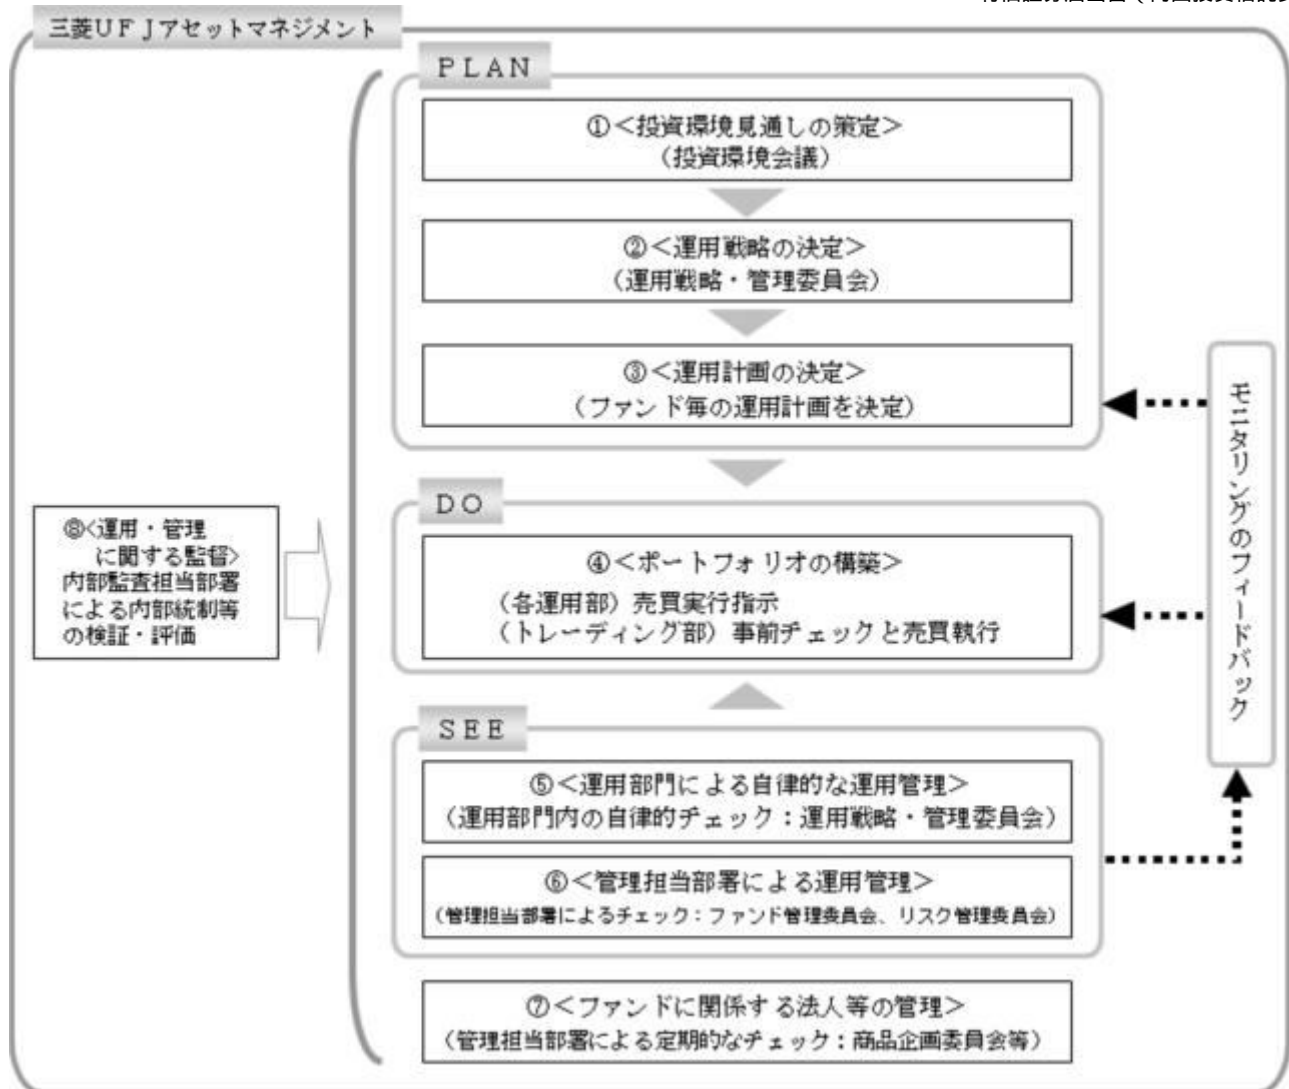 三菱ＵＦＪアセットマネジメント
ＰＬＡＮ
①＜投資環境見通しの策定＞
（投資環境会議）
②＜運用戦略の決定＞
（運用戦略・管理委員会）
③＜運用計画の決定＞
（ファンド毎の運用計画を決定）
ＤＯ
④＜ポートフォリオの構築＞
（各運用部）売買実行指示
（トレーディング部）事前チェックと売買執行
ＳＥＥ
⑤＜運用部門による自律的な運用管理＞
（運用部門内の自律的チェック：運用戦略・管理委員会）
⑥＜管理担当部署による運用管理＞
（管理担当部署によるチェック：ファンド管理委員会、リスク管理委員会）
⑦＜ファンドに関係する法人等の管理＞
（管理担当部署による定期的なチェック：商品企画委員会等）
⑧＜運用・管理
に関する監督＞
内部監査担当部署
による内部統制等
の検証・評価
モニタリングのフィードバック